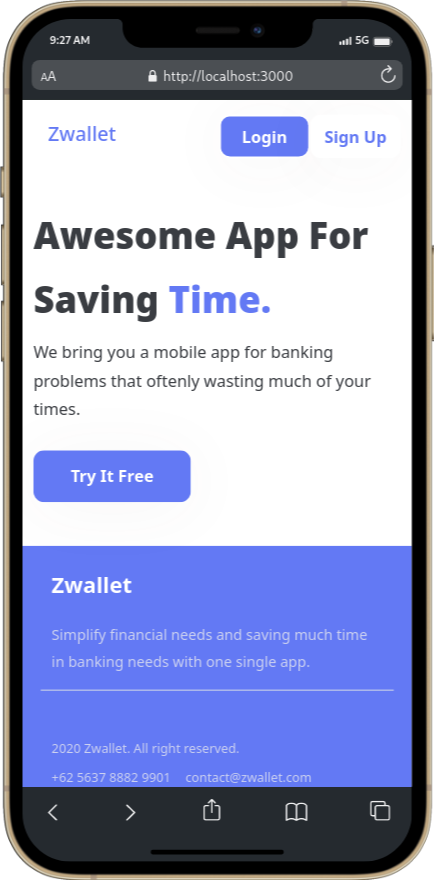 9:27 AM 5G
AA http://localhost:3000
Zwallet Login Sign Up
Awesome App For
Saving Time.
We bring you a mobile app for banking
problems that oftenly wasting much of your
times.
Try It Free
Zwallet
Simplify financial needs and saving much time
in banking needs with one single app.
2020 Zwallet. All right reserved.
+62 5637 8882 9901 contact@zwallet.com